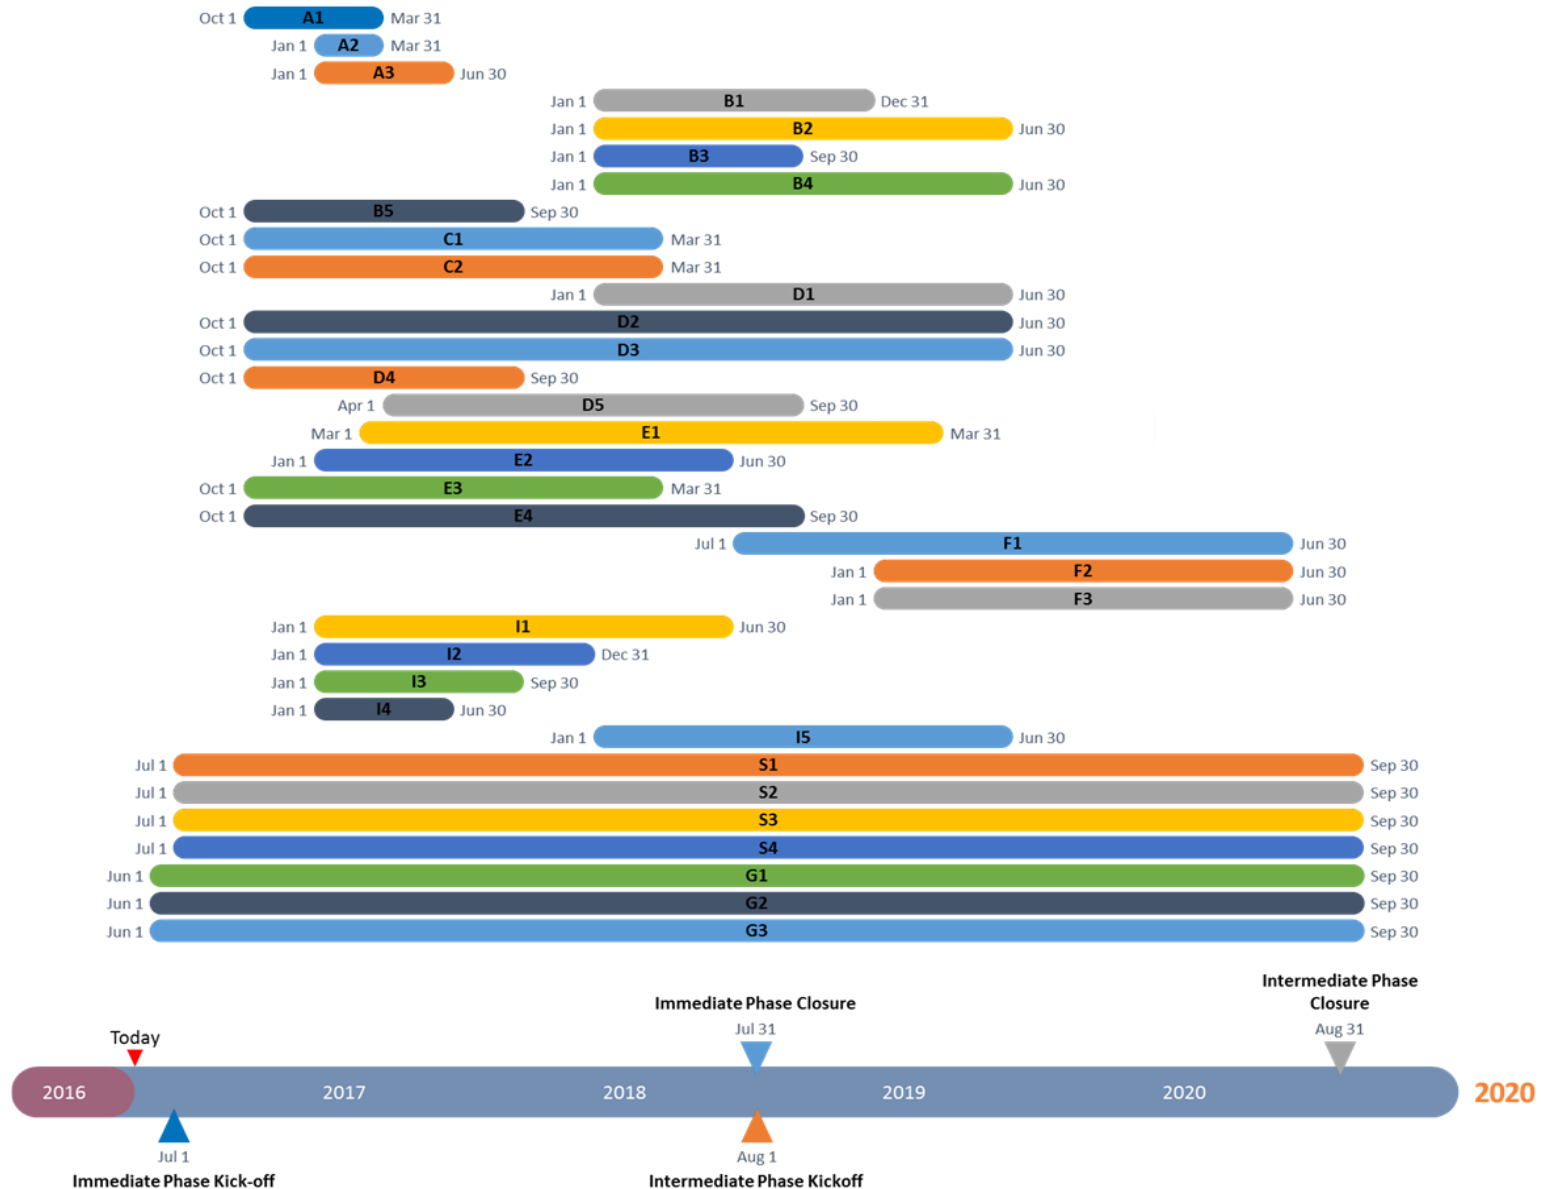 Oct 1 A1 Mar 31
Jan 1 A2 Mar 31
Jan 1 A3 Jun 30
Jan 1 B1 Dec 31
Jan 1 B2 Jun 30
Jan 1 B3 Sep 30
Jan 1 B4 Jun 30
Oct 1 B5 Sep 30
Oct 1 C1 Mar 31
Oct 1 C2 Mar 31
Jan 1 D1 Jun 30
Oct 1 D2 Jun 30
Oct 1 D3 Jun 30
Oct 1 D4 Sep 30
Apr 1 D5 Sep 30
Mar 1 E1 Mar 31
Jan 1 E2 Jun 30
Oct 1 E3 Mar 31
Oct 1 E4 Sep 30
Jul 1 F1 Jun 30
Jan 1 F2 Jun 30
Jan 1 F3 Jun 30
Jan 1 I1 Jun 30
Jan 1 I2 Dec 31
Jan 1 I3 Sep 30
Jan 1 I4 Jun 30
Jan 1 I5 Jun 30
Jul 1 S1 Sep 30
Jul 1 S2 Sep 30
Jul 1 S3 Sep 30
Jul 1 S4 Sep 30
Jun 1 G1 Sep 30
Jun 1 G2 Sep 30
Jun 1 G3 Sep 30
Intermediate Phase
Closure
Aug 31
Immediate Phase Closure
Jul 31
Today
2016 2017 2018 2019 2020 2020
Jul 1
Immediate Phase Kick-off
Aug 1
Intermediate Phase Kickoff